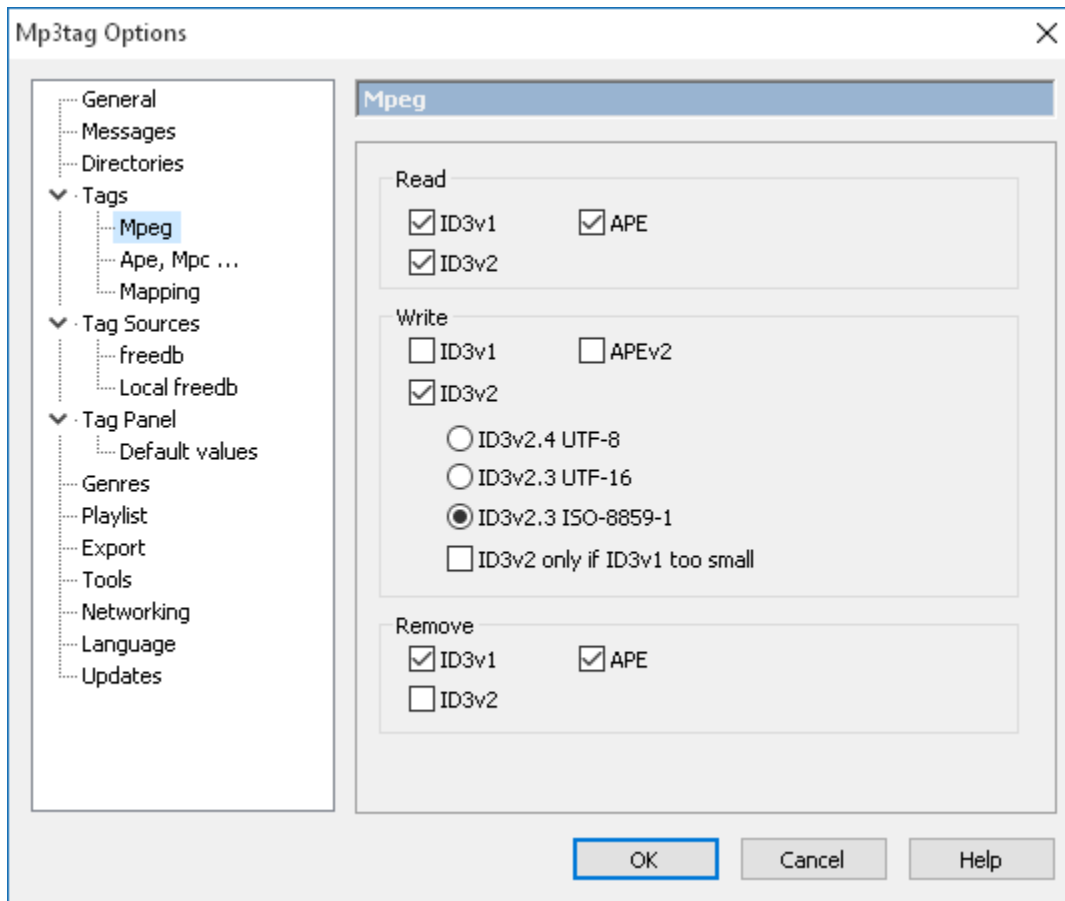 Mp3tag Options
General
Messages
Directories
Tags
Mpeg
Ape, Mpc ...
Mapping
Tag Sources
freedb
Local freedb
Tag Panel
Default values
Genres
Playlist
Export
Tools
Networking
Language
Updates
Mpeg
Read
ID3v1 APE
ID3v2
Write
ID3v1 APEv2
ID3v2
ID3v2.4 UTF-8
ID3v2.3 UTF-16
ID3v2.3 ISO-8859-1
ID3v2 only if ID3v1 too small
Remove
ID3v1 APE
ID3v2
OK Cancel Help